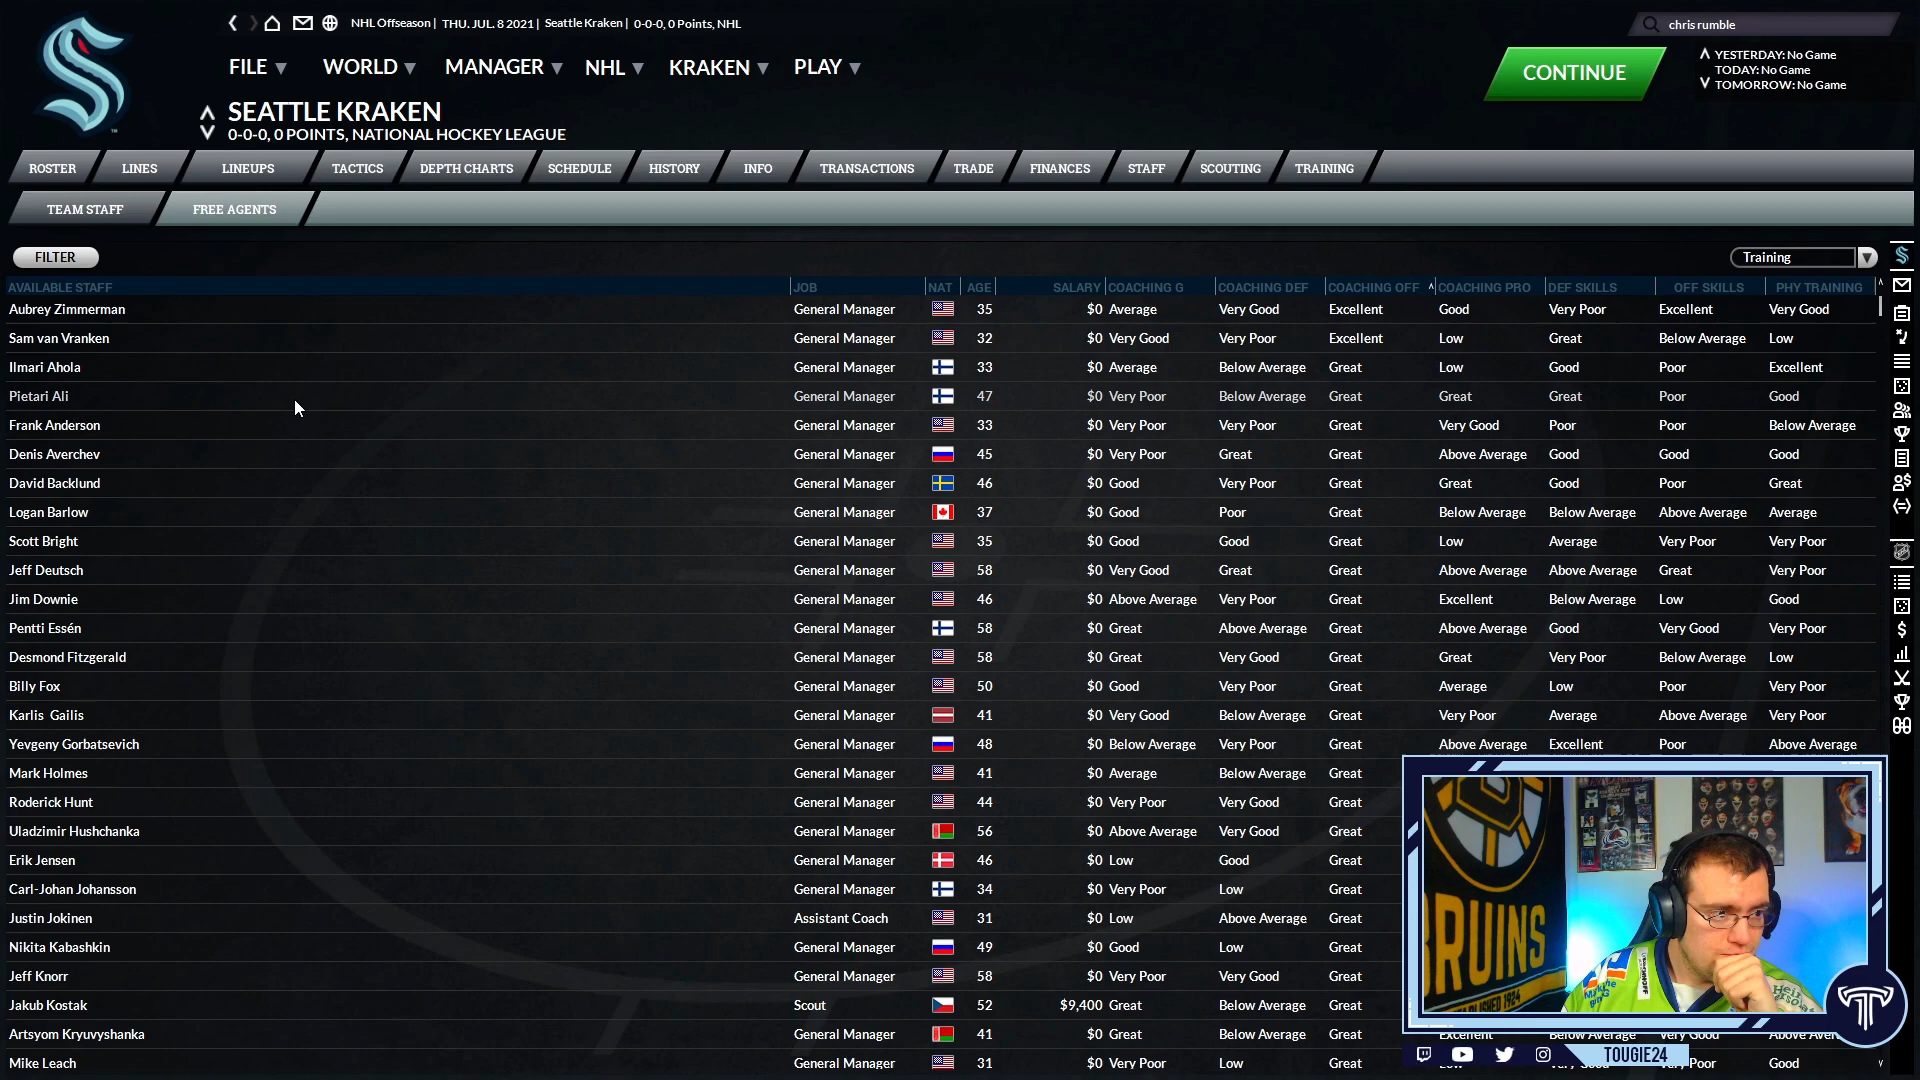 NHL Offseason | THU. JUL. 8 2021 | Seattle Kraken | 0-0-0, 0 Points, NHL
chris rumble
FILE WORLD MANAGER NHL KRAKEN PLAY
CONTINUE
YESTERDAY: No Game
TODAY: No Game
TOMORROW: No Game
SEATTLE KRAKEN
0-0-0, 0 POINTS, NATIONAL HOCKEY LEAGUE
ROSTER LINES LINEUPS TACTICS DEPTH CHARTS SCHEDULE HISTORY INFO TRANSACTIONS TRADE FINANCES STAFF SCOUTING TRAINING
TEAM STAFF FREE AGENTS
FILTER Training
AVAILABLE STAFF JOB NAT AGE SALARY COACHING G COACHING DEF COACHING OFF COACHING PRO DEF SKILLS OFF SKILLS PHY TRAINING
Aubrey Zimmerman General Manager 35 $0 Average Very Good Excellent Good Very Poor Excellent Very Good
Sam van Vranken General Manager 32 $0 Very Good Very Poor Excellent Low Great Below Average Low
Ilmari Ahola General Manager 33 $0 Average Below Average Great Low Good Poor Excellent
Pietari Ali General Manager 47 $0 Very Poor Below Average Great Great Great Poor Good
Frank Anderson General Manager 33 $0 Very Poor Very Poor Great Very Good Poor Poor Below Average
Denis Averchev General Manager 45 $0 Very Poor Great Great Above Average Good Good Good
David Backlund General Manager 46 $0 Good Very Poor Great Great Good Poor Great
Logan Barlow General Manager 37 $0 Good Poor Great Below Average Below Average Above Average Average
Scott Bright General Manager 35 $0 Good Good Great Low Average Very Poor Very Poor
Jeff Deutsch General Manager 58 $0 Very Good Great Great Above Average Above Average Great Very Poor
Jim Downie General Manager 46 $0 Above Average Very Poor Great Excellent Below Average Low Good
Pentti Essén General Manager 58 $0 Great Above Average Great Above Average Good Very Good Very Poor
Desmond Fitzgerald General Manager 58 $0 Great Very Good Great Great Very Poor Below Average Low
Billy Fox General Manager 50 $0 Good Very Poor Great Average Low Poor Very Poor
Karlis Gailis General Manager 41 $0 Very Good Below Average Great Very Poor Average Above Average Very Poor
Yevgeny Gorbatsevich General Manager 48 $0 Below Average Very Poor Great Above Average Excellent Poor Above Average
Mark Holmes General Manager 41 $0 Average Below Average Great
Roderick Hunt General Manager 44 $0 Very Poor Very Good Great
Uladzimir Hushchanka General Manager 56 $0 Above Average Very Good Great
Erik Jensen General Manager 46 $0 Low Good Great
Carl-Johan Johansson General Manager 34 $0 Very Poor Low Great
Justin Jokinen Assistant Coach 31 $0 Low Above Average Great
Nikita Kabashkin General Manager 49 $0 Good Low Great
Jeff Knorr General Manager 58 $0 Very Poor Very Good Great
Jakub Kostak Scout 52 $9,400 Great Below Average Great
Artsyom Kryuvyshanka General Manager 41 $0 Great Below Average Great Excellent Below Average Very Good
Mike Leach General Manager 31 $0 Very Poor Low Great Poor Good
BRUINS
TOUGIE24